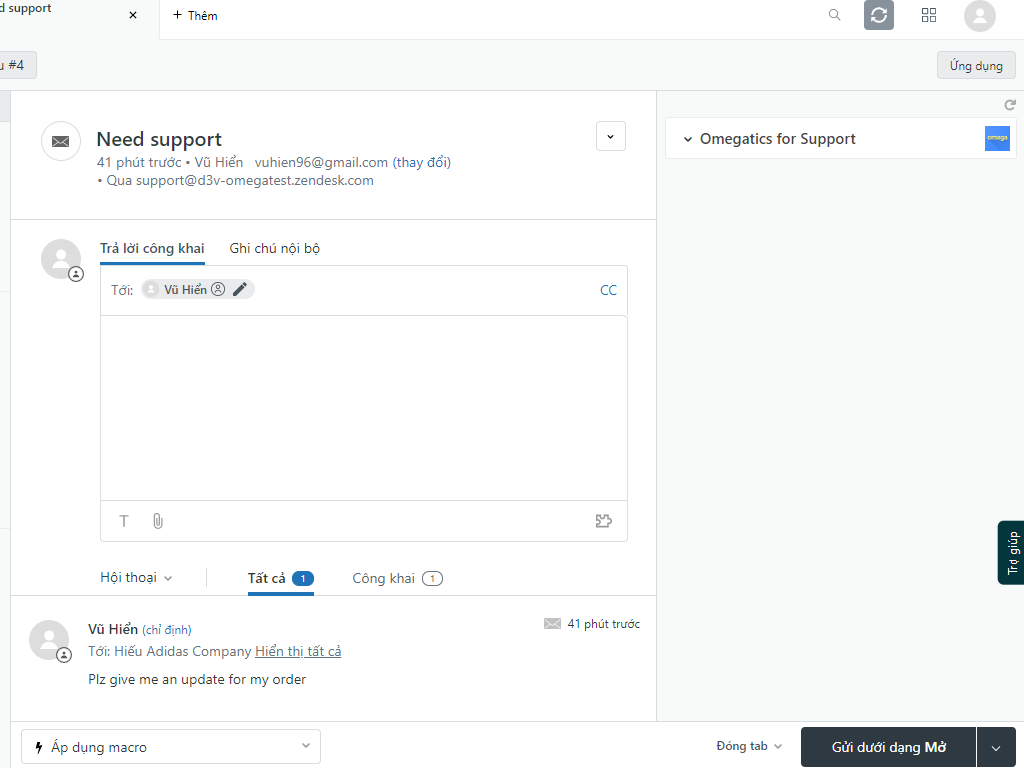 d support
+ Thêm
u #4
Ứng dụng
Need support
41 phút trước • Vũ Hiển vuhien96@gmail.com (thay đổi)
• Qua support@d3v-omegatest.zendesk.com
Omegatics for Support
omega
Trả lời công khai
Ghi chú nội bộ
Tới: Vũ Hiển
CC
T
Trợ giúp
Hội thoại
Tất cả 1
Công khai 1
Vũ Hiển (chỉ định)
41 phút trước
Tới: Hiếu Adidas Company Hiển thị tất cả
Plz give me an update for my order
Áp dụng macro
Đóng tab
Gửi dưới dạng Mở